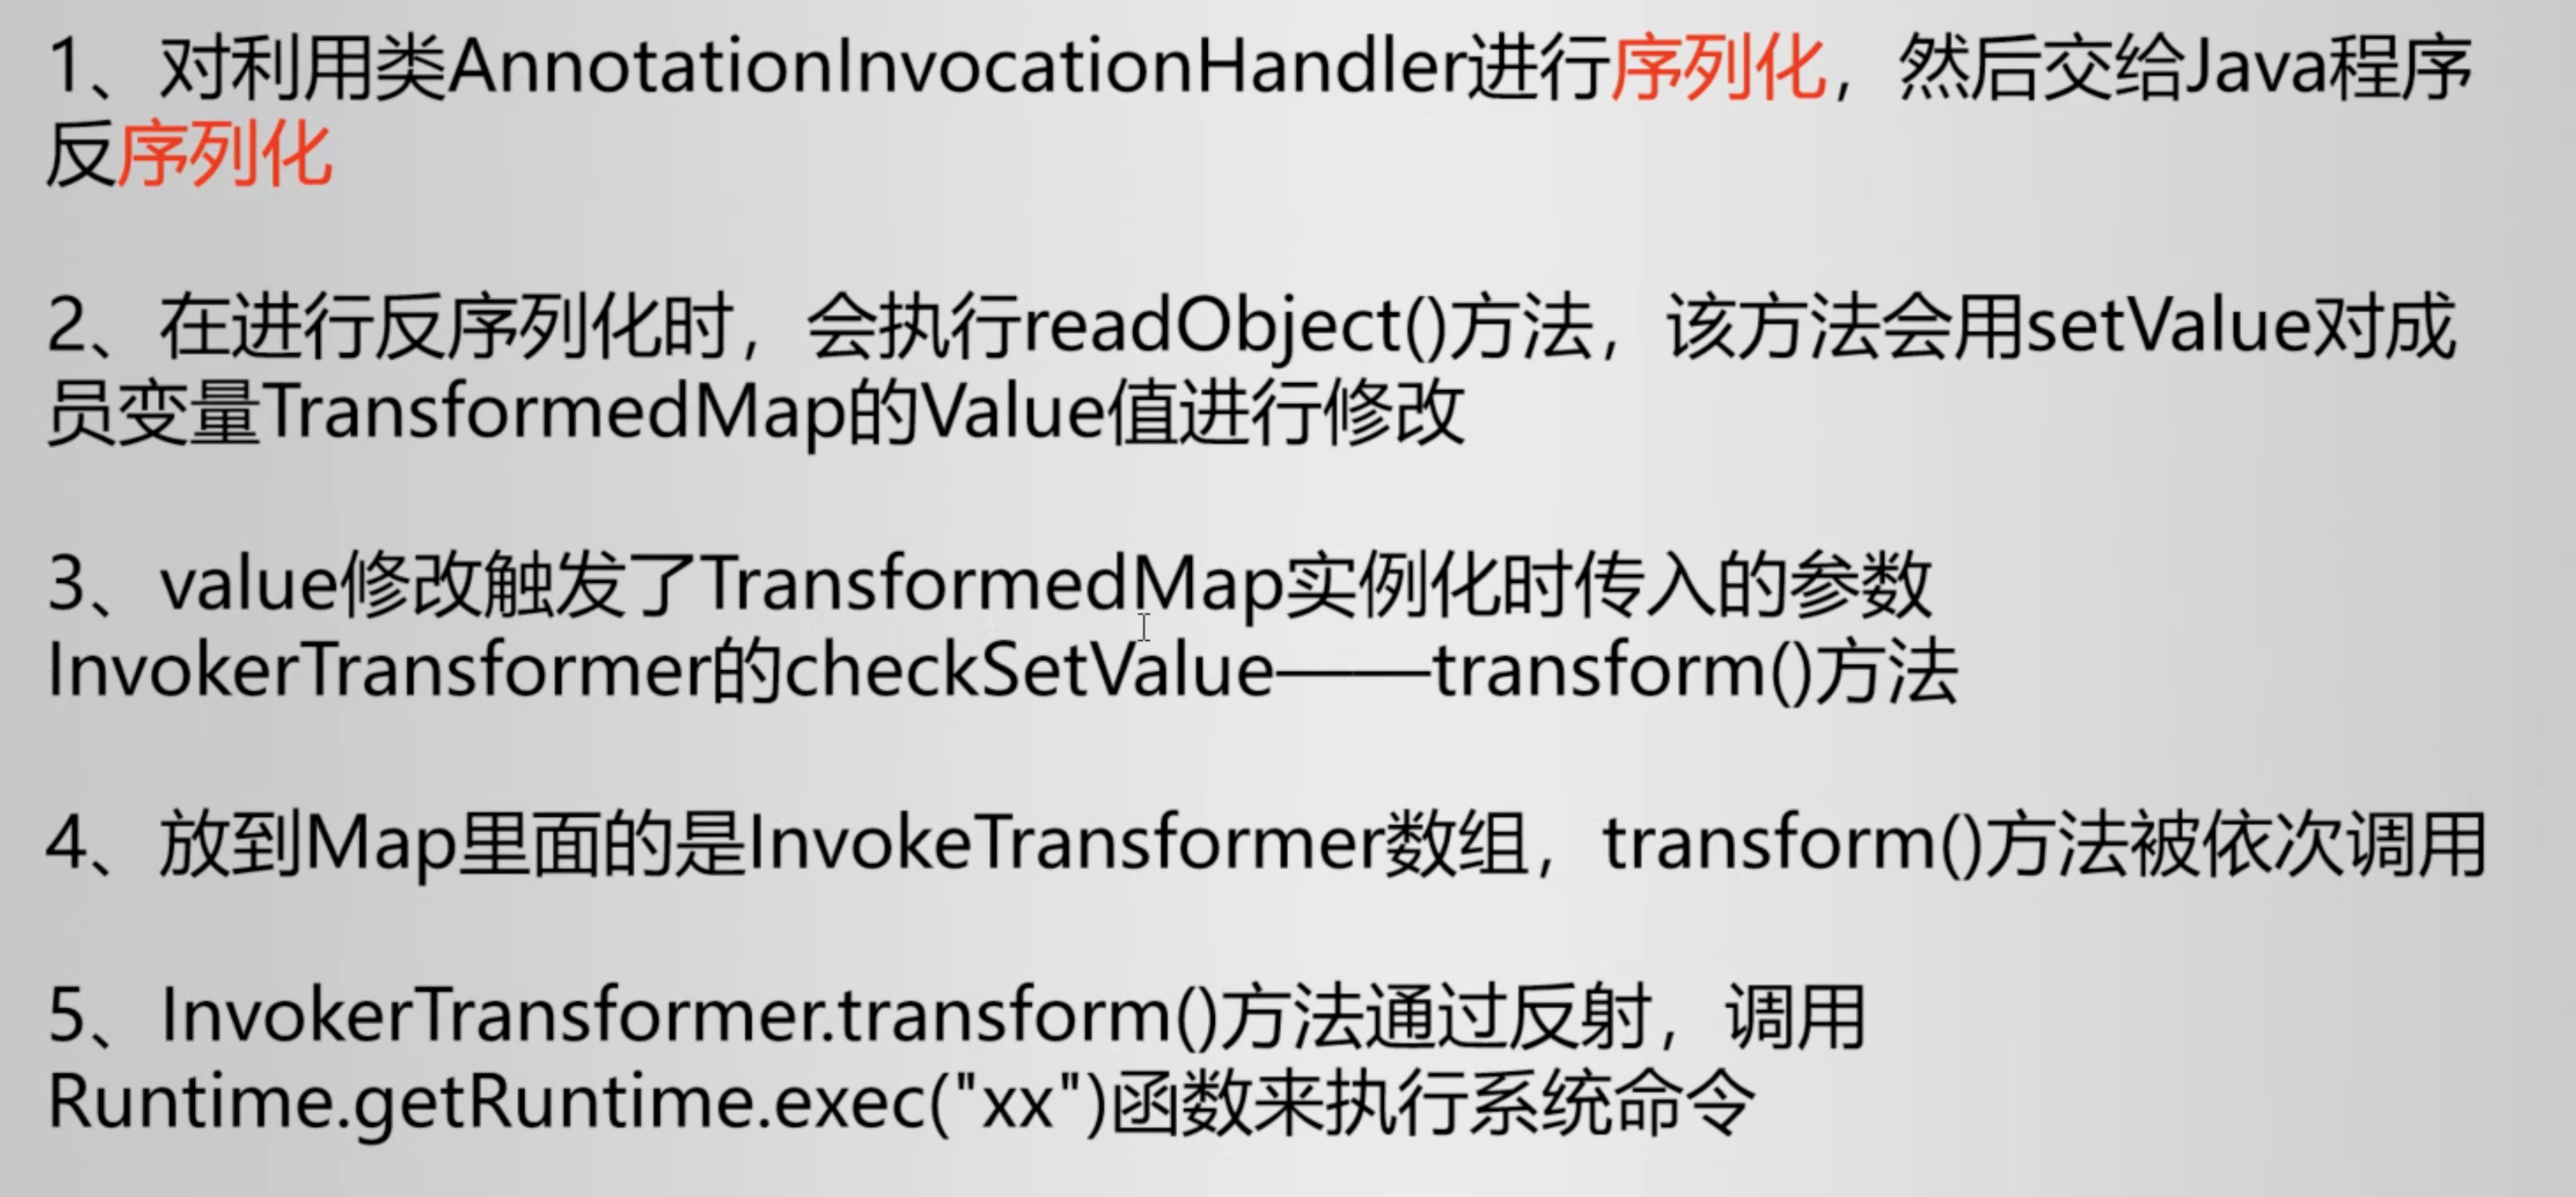 1、对利用类AnnotationInvocationHandler进行序列化，然后交给Java程序
反序列化
2、在进行反序列化时，会执行readObject()方法，该方法会用setValue对成
员变量TransformedMap的Value值进行修改
3、value修改触发了TransformedMap实例化时传入的参数
InvokerTransformer的checkSetValue——transform()方法
4、放到Map里面的是InvokeTransformer数组，transform()方法被依次调用
5、InvokerTransformer.transform()方法通过反射，调用
Runtime.getRuntime.exec("xx")函数来执行系统命令